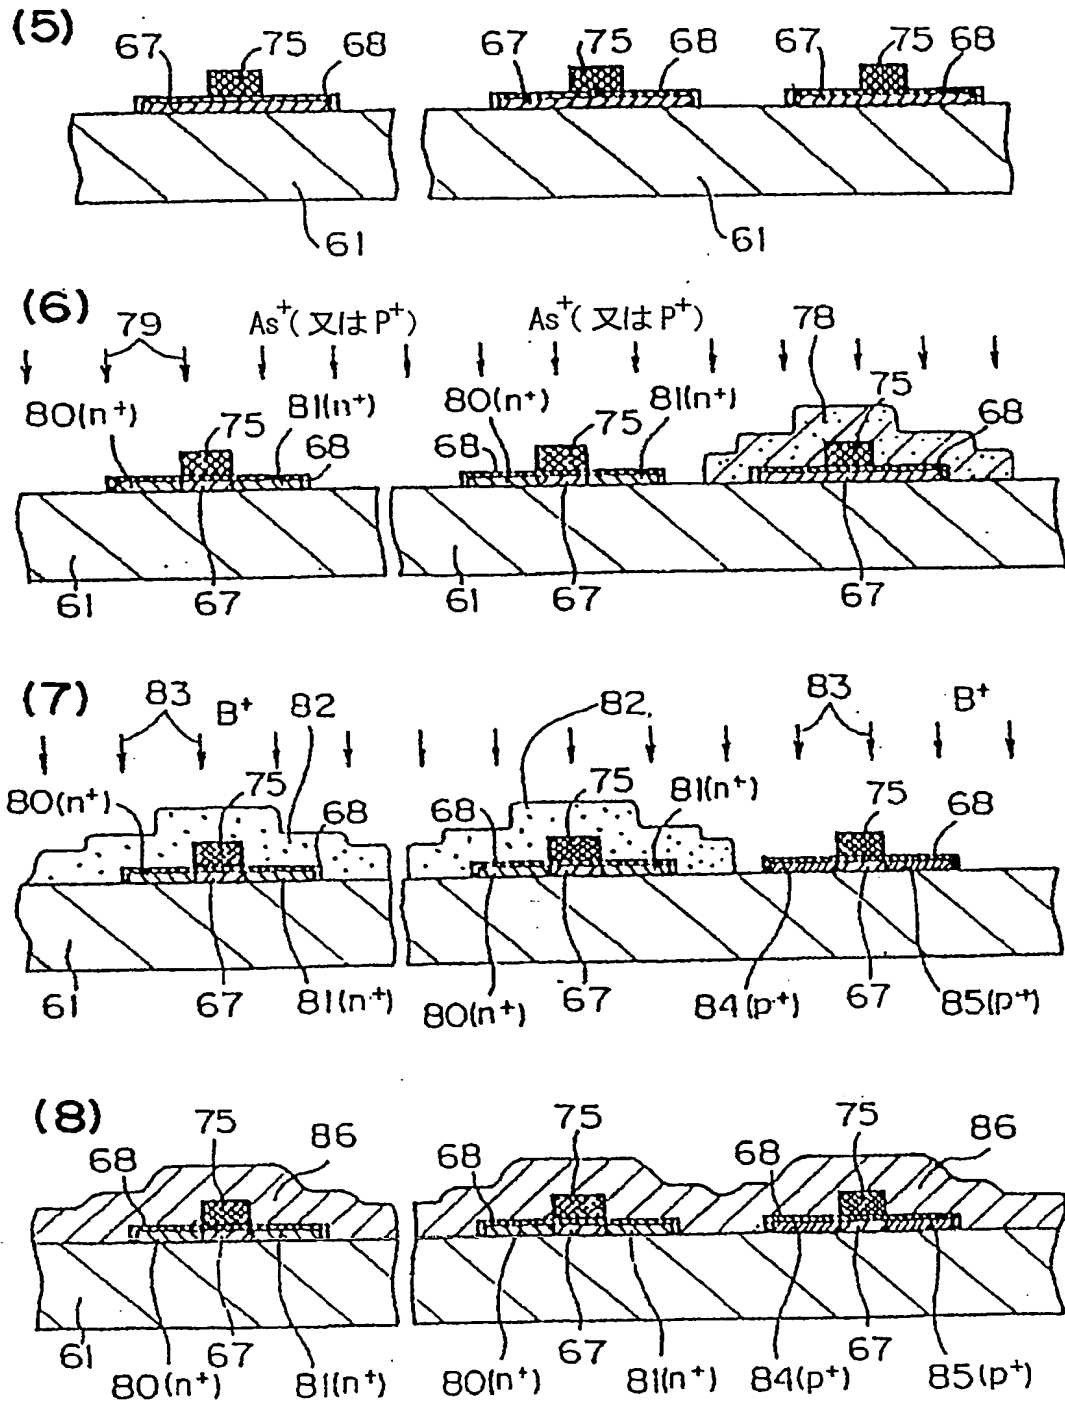 (5)
67 75 68 67 75 68 67 75 68
61 61
(6)
79 As+(又はP+) As+(又はP+) 78
80(n+) 75 81(n+) 68 80(n+) 68 75 81(n+) 75 68
61 67 61 67 67
(7)
83 B+ 82 82 83 B+
80(n+) 75 68 68 75 81(n+) 75 68
61 67 81(n+) 80(n+) 67 84(p+) 67 85(p+)
(8)
68 75 86 68 75 68 75 86
61 80(n+) 67 81(n+) 80(n+) 67 81(n+) 84(p+) 67 85(p+)